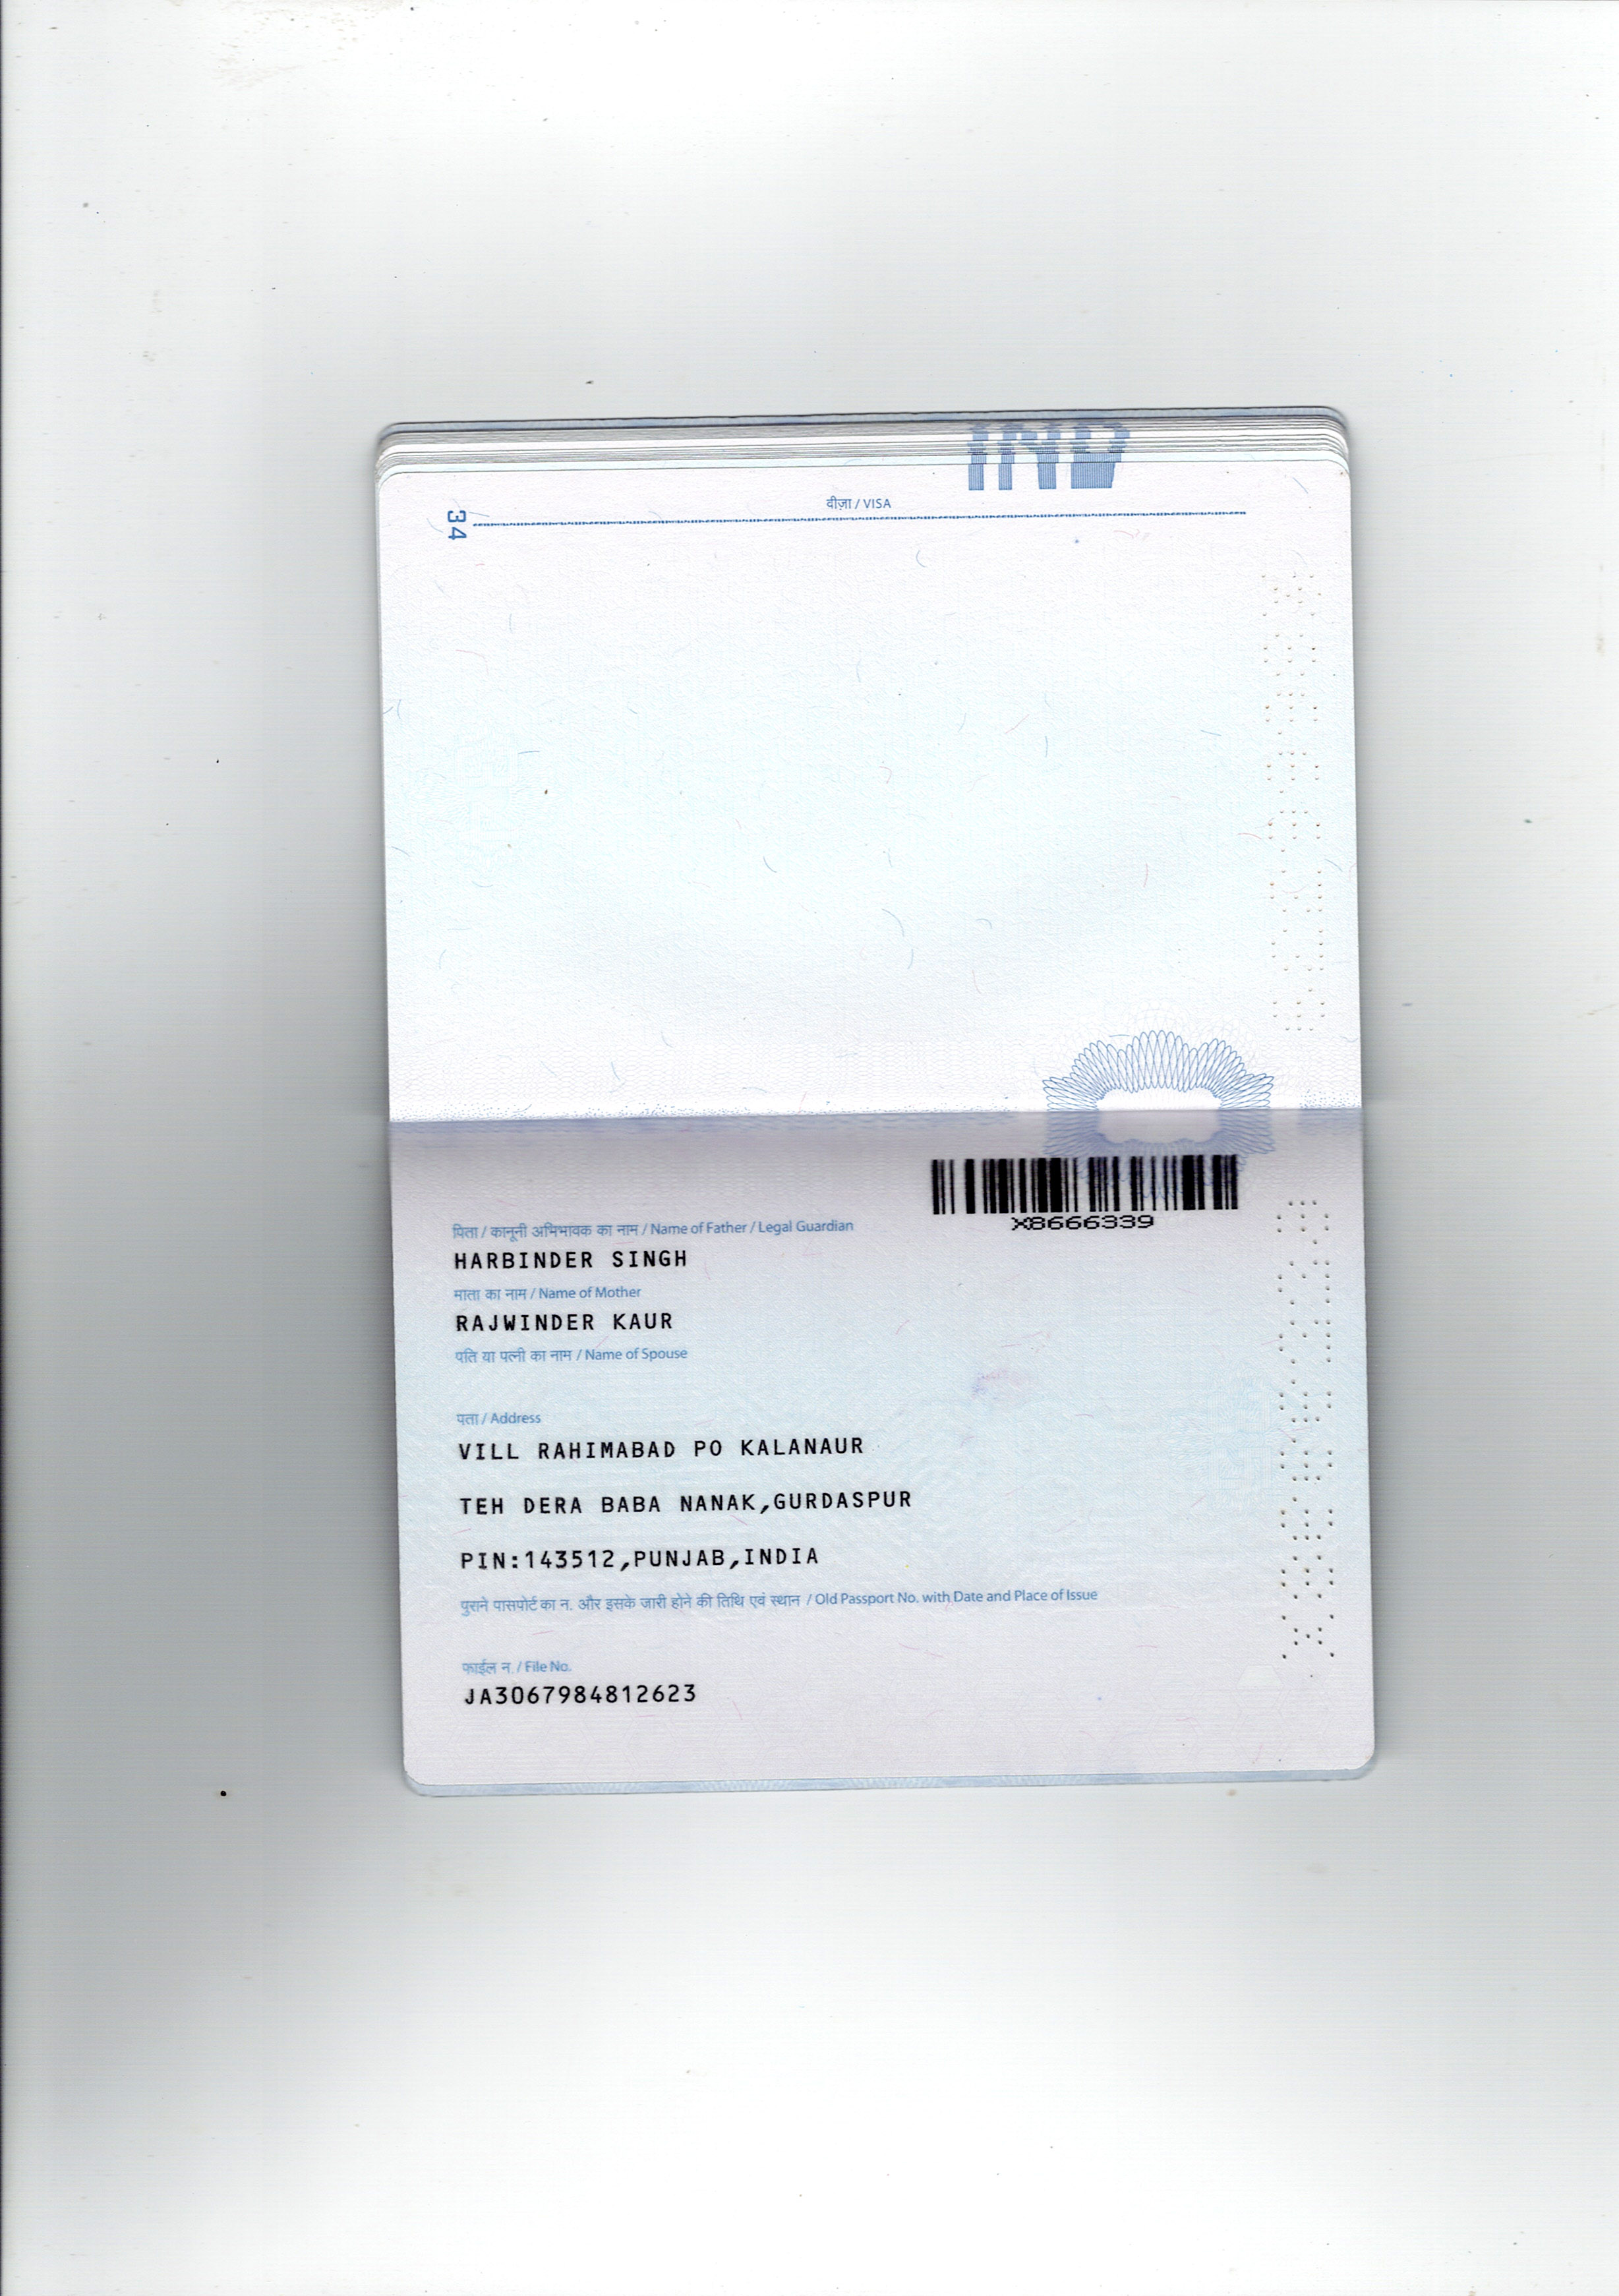 IND
वीज़ा / VISA
34
X8666339
पिता / कानूनी अभिभावक का नाम / Name of Father / Legal Guardian
HARBINDER SINGH
माता का नाम / Name of Mother
RAJWINDER KAUR
पति या पत्नी का नाम / Name of Spouse
पता / Address
VILL RAHIMABAD PO KALANAUR
TEH DERA BABA NANAK,GURDASPUR
PIN:143512,PUNJAB,INDIA
पुराने पासपोर्ट का न. और इसके जारी होने की तिथि एवं स्थान / Old Passport No. with Date and Place of Issue
फाईल न. / File No.
JA3067984812623